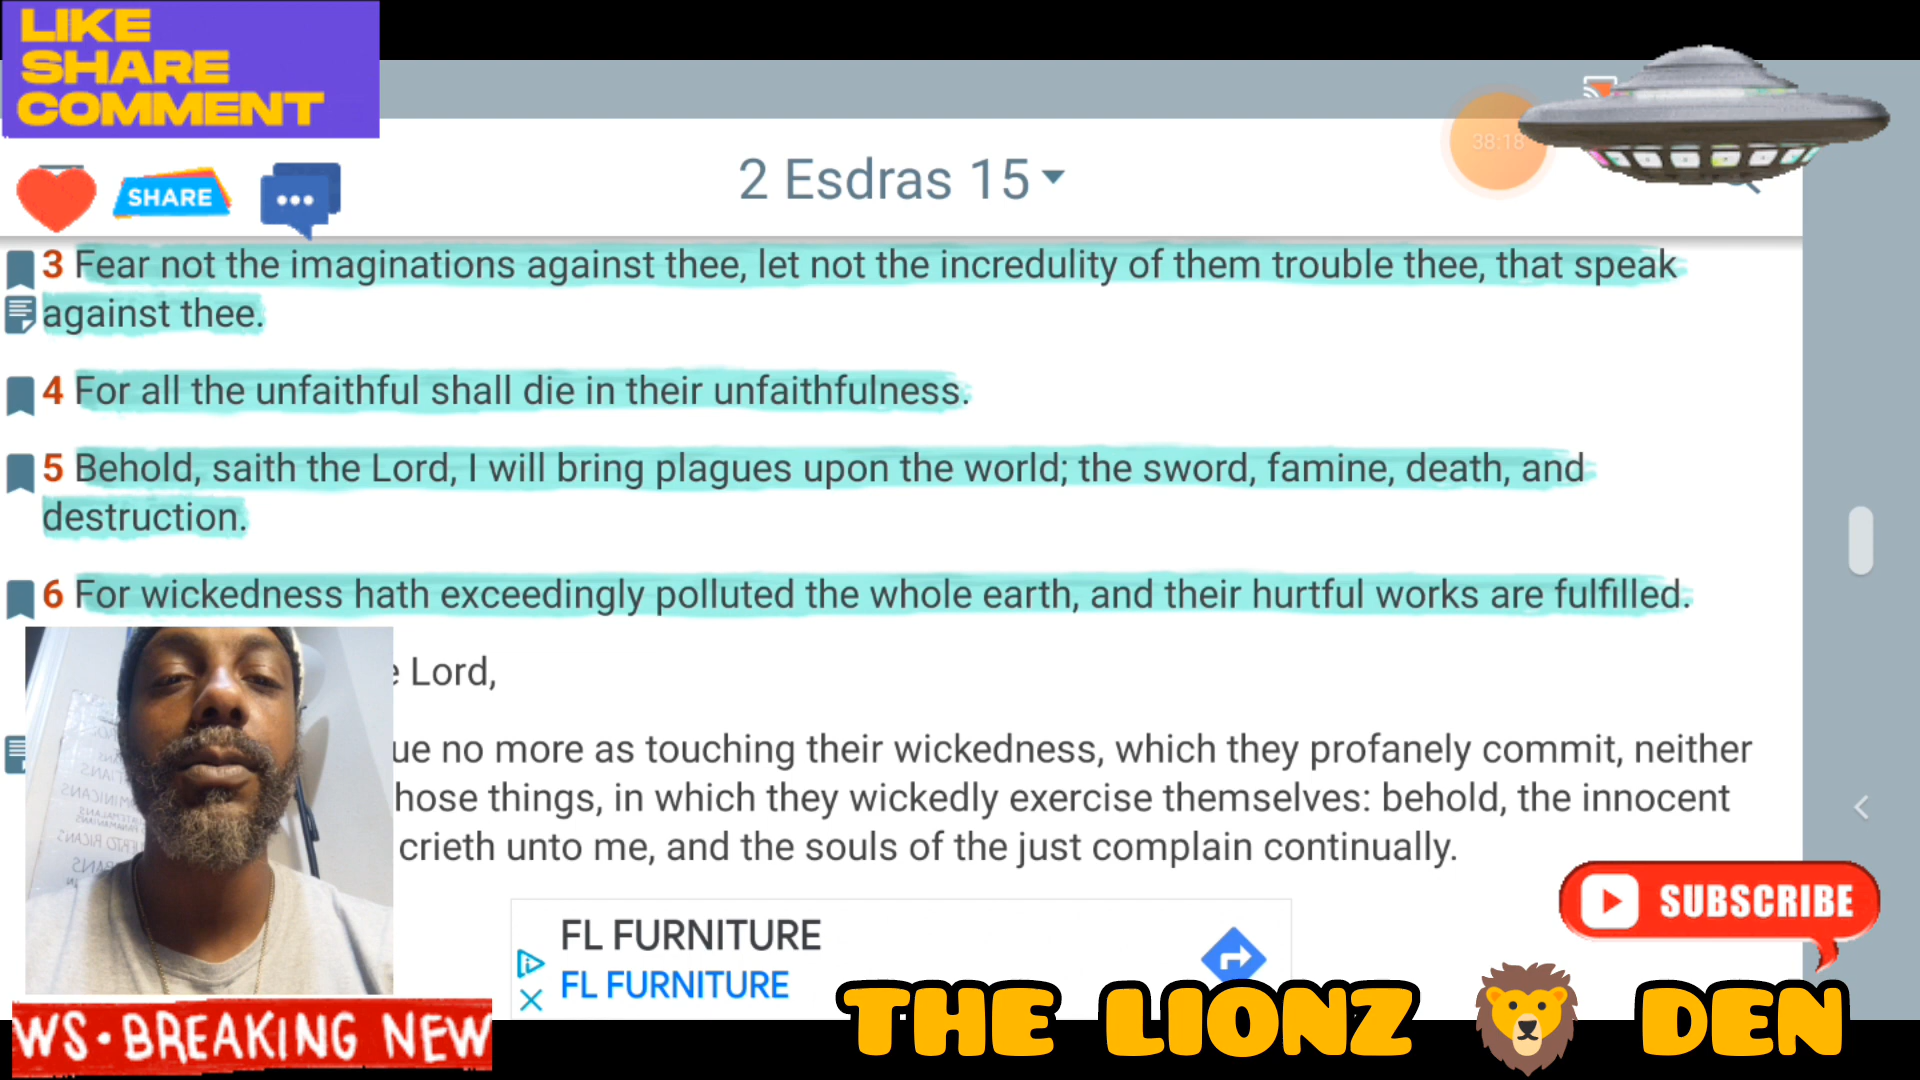 LIKE
SHARE
COMMENT
SHARE
38:18
2 Esdras 15
3 Fear not the imaginations against thee, let not the incredulity of them trouble thee, that speak
against thee.
4 For all the unfaithful shall die in their unfaithfulness.
5 Behold, saith the Lord, I will bring plagues upon the world; the sword, famine, death, and
destruction.
6 For wickedness hath exceedingly polluted the whole earth, and their hurtful works are fulfilled.
e Lord,
ue no more as touching their wickedness, which they profanely commit, neither
hose things, in which they wickedly exercise themselves: behold, the innocent
crieth unto me, and the souls of the just complain continually.
FL FURNITURE
FL FURNITURE
SUBSCRIBE
WS•BREAKING NEW
THE LIONZ DEN